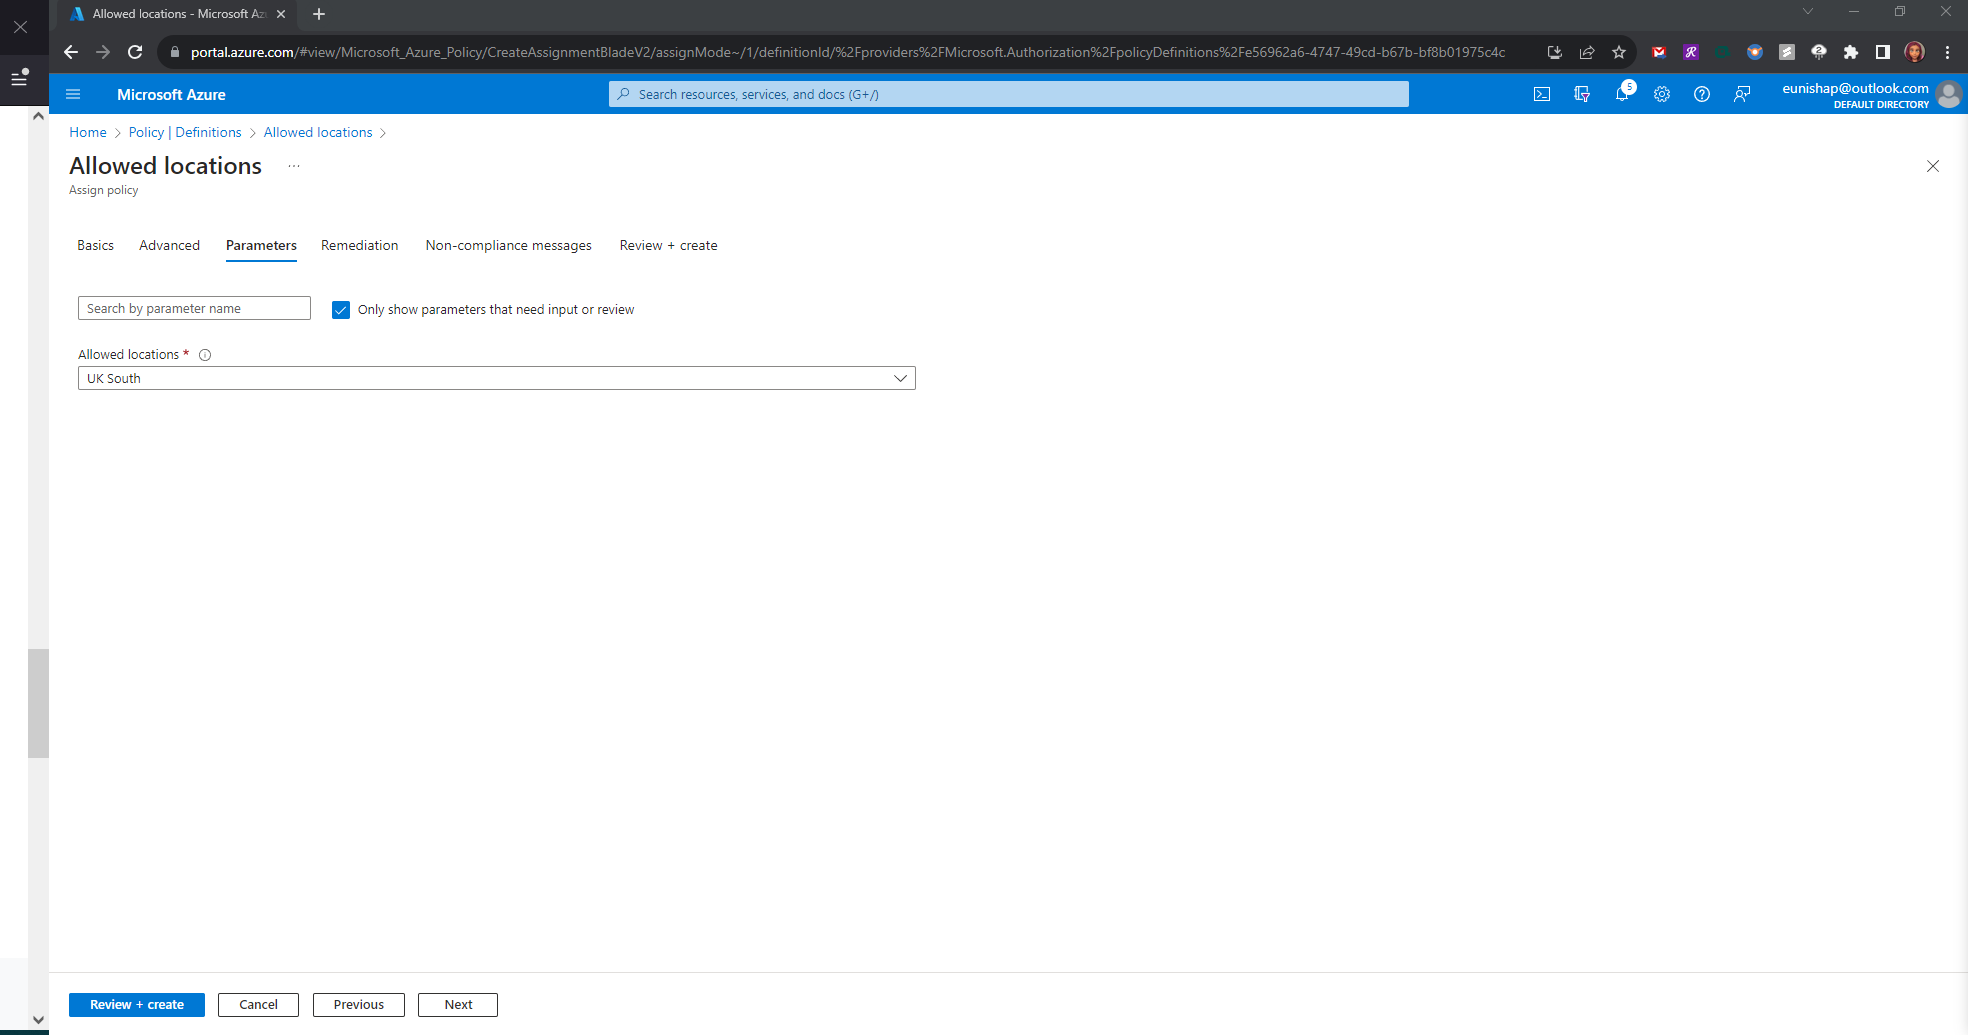 Allowed locations - Microsoft Az
portal.azure.com/#view/Microsoft_Azure_Policy/CreateAssignmentBladeV2/assignMode~/1/definitionId/%2Fproviders%2FMicrosoft.Authorization%2FpolicyDefinitions%2Fe56962a6-4747-49cd-b67b-bf8b01975c4c
Microsoft Azure
Search resources, services, and docs (G+/)
5
eunishap@outlook.com
DEFAULT DIRECTORY
Home > Policy | Definitions > Allowed locations >
Allowed locations ...
Assign policy
Basics Advanced Parameters Remediation Non-compliance messages Review + create
Search by parameter name
Only show parameters that need input or review
Allowed locations *
UK South
Review + create Cancel Previous Next